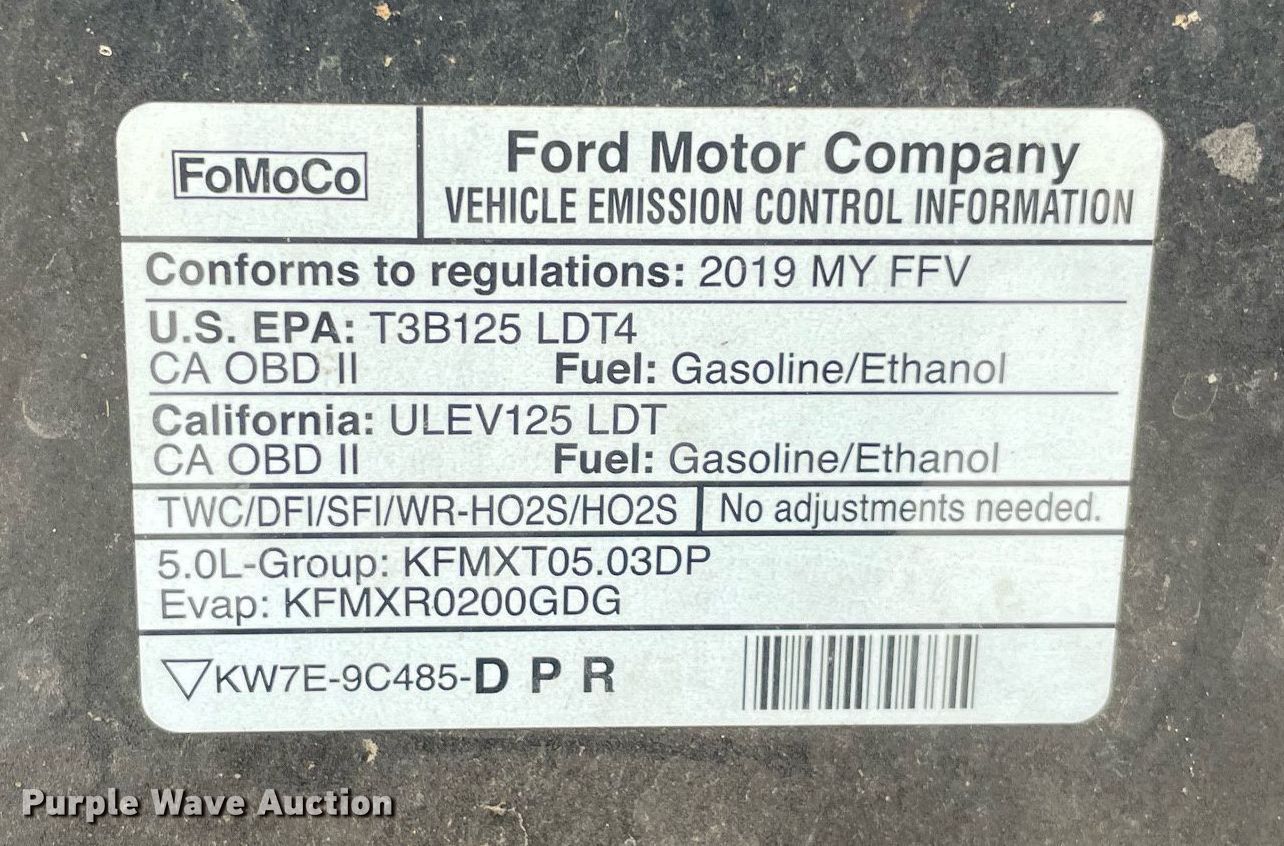 FoMoCo
Ford Motor Company
VEHICLE EMISSION CONTROL INFORMATION
Conforms to regulations: 2019 MY FFV
U.S. EPA: T3B125 LDT4
CA OBD II Fuel: Gasoline/Ethanol
California: ULEV125 LDT
CA OBD II Fuel: Gasoline/Ethanol
TWC/DFI/SFI/WR-HO2S/HO2S No adjustments needed.
5.0L-Group: KFMXT05.03DP
Evap: KFMXR0200GDG
KW7E-9C485-D P R
Purple Wave Auction